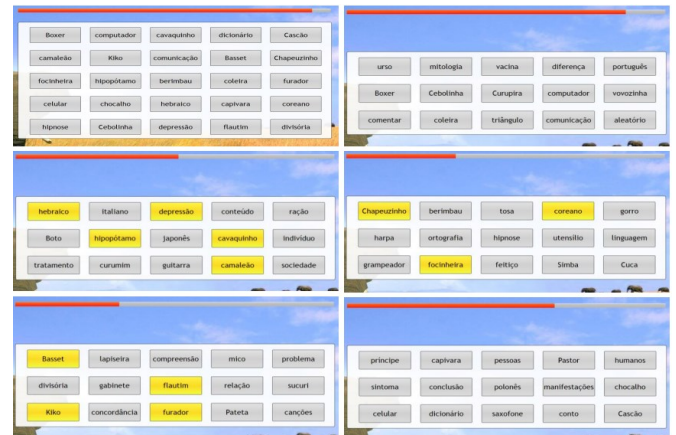 Boxer computador cavaquinho dicionário Cascão
camaleão Kiko comunicação Basset Chapeuzinho
focinheira hipopótamo berimbau coleira furador
celular chocalho hebraico capivara coreano
hipnose Cebolinha depressão flautim divisória
urso mitologia vacina diferença português
Boxer Cebolinha Curupira computador vovozinha
comentar coleira triângulo comunicação aleatório
hebraico italiano depressão conteúdo ração
Boto hipopótamo japonês cavaquinho indivíduo
tratamento curumim guitarra camaleão sociedade
Chapeuzinho berimbau tosa coreano gorro
harpa ortografia hipnose utensílio linguagem
grampeador focinheira feitiço Simba Cuca
Basset lapiseira compreensão mico problema
divisória gabinete flautim relação sucuri
Kiko concordância furador Pateta canções
príncipe capivara pessoas Pastor humanos
sintoma conclusão polonês manifestações chocalho
celular dicionário saxofone conto Cascão